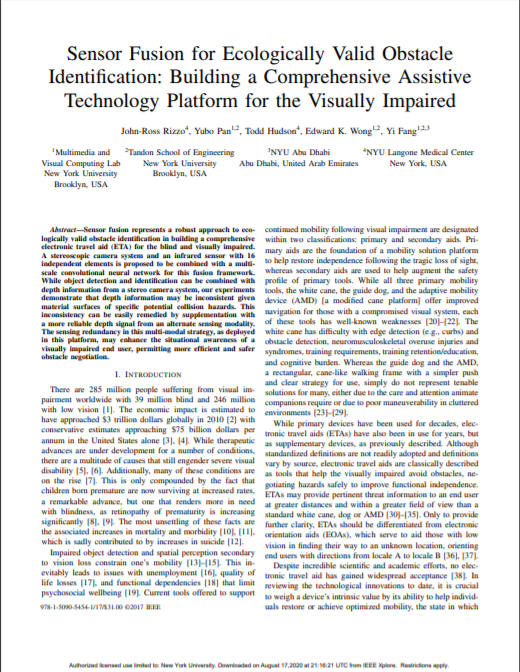 Sensor Fusion for Ecologically Valid Obstacle
Identification: Building a Comprehensive Assistive
Technology Platform for the Visually Impaired
John-Ross Rizzo4, Yubo Pan1,2, Todd Hudson4, Edward K. Wong1,2, Yi Fang1,2,3
1Multimedia and
Visual Computing Lab
New York University
Brooklyn, USA
2Tandon School of Engineering
New York University
Brooklyn, USA
3NYU Abu Dhabi
Abu Dhabi, United Arab Emirates
4NYU Langone Medical Center
New York, USA
Abstract—Sensor fusion represents a robust approach to eco-
logically valid obstacle identification in building a comprehensive
electronic travel aid (ETA) for the blind and visually impaired.
A stereoscopic camera system and an infrared sensor with 16
independent elements is proposed to be combined with a multi-
scale convolutional neural network for this fusion framework.
While object detection and identification can be combined with
depth information from a stereo camera system, our experiments
demonstrate that depth information may be inconsistent given
material surfaces of specific potential collision hazards. This
inconsistency can be easily remedied by supplementation with
a more reliable depth signal from an alternate sensing modality.
The sensing redundancy in this multi-modal strategy, as deployed
in this platform, may enhance the situational awareness of a
visually impaired end user, permitting more efficient and safer
obstacle negotiation.
I. Introduction
There are 285 million people suffering from visual im-
pairment worldwide with 39 million blind and 246 million
with low vision [1]. The economic impact is estimated to
have approached $3 trillion dollars globally in 2010 [2] with
conservative estimates approaching $75 billion dollars per
annum in the United States alone [3], [4]. While therapeutic
advances are under development for a number of conditions,
there are a multitude of causes that still engender severe visual
disability [5], [6]. Additionally, many of these conditions are
on the rise [7]. This is only compounded by the fact that
children born premature are now surviving at increased rates,
a remarkable advance, but one that renders more in need
with blindness, as retinopathy of prematurity is increasing
significantly [8], [9]. The most unsettling of these facts are
the associated increases in mortality and morbidity [10], [11],
which is sadly contributed to by increases in suicide [12].
Impaired object detection and spatial perception secondary
to vision loss constrain one's mobility [13]–[15]. This in-
evitably leads to issues with unemployment [16], quality of
life losses [17], and functional dependencies [18] that limit
psychosocial wellbeing [19]. Current tools offered to support
978-1-5090-5454-1/17/$31.00 ©2017 IEEE
continued mobility following visual impairment are designated
within two classifications: primary and secondary aids. Pri-
mary aids are the foundation of a mobility solution platform
to help restore independence following the tragic loss of sight,
whereas secondary aids are used to help augment the safety
profile of primary tools. While all three primary mobility
tools, the white cane, the guide dog, and the adaptive mobility
device (AMD) [a modified cane platform] offer improved
navigation for those with a compromised visual system, each
of these tools has well-known weaknesses [20]–[22]. The
white cane has difficulty with edge detection (e.g., curbs) and
obstacle detection, neuromusculoskeletal overuse injuries and
syndromes, training requirements, training retention/education,
and cognitive burden. Whereas the guide dog and the AMD,
a rectangular, cane-like walking frame with a simpler push
and clear strategy for use, simply do not represent tenable
solutions for many, either due to the care and attention animate
companions require or due to poor maneuverability in cluttered
environments [23]–[29].
While primary devices have been used for decades, elec-
tronic travel aids (ETAs) have also been in use for years, but
as supplementary devices, as previously described. Although
standardized definitions are not readily adopted and definitions
vary by source, electronic travel aids are classically described
as tools that help the visually impaired avoid obstacles, ne-
gotiating hazards safely to improve functional independence.
ETAs may provide pertinent threat information to an end user
at greater distances and within a greater field of view than a
standard white cane, dog or AMD [30]–[35]. Only to provide
further clarity, ETAs should be differentiated from electronic
orientation aids (EOAs), which serve to aid those with low
vision in finding their way to an unknown location, orienting
end users with directions from locale A to locale B [36], [37].
Despite incredible scientific and academic efforts, no elec-
tronic travel aid has gained widespread acceptance [38]. In
reviewing the technological innovations to date, it is crucial
to weigh a device's intrinsic value by its ability to help individ-
uals restore or achieve optimized mobility, the state in which
Authorized licensed use limited to: New York University. Downloaded on August 17,2020 at 21:16:21 UTC from IEEE Xplore. Restrictions apply.